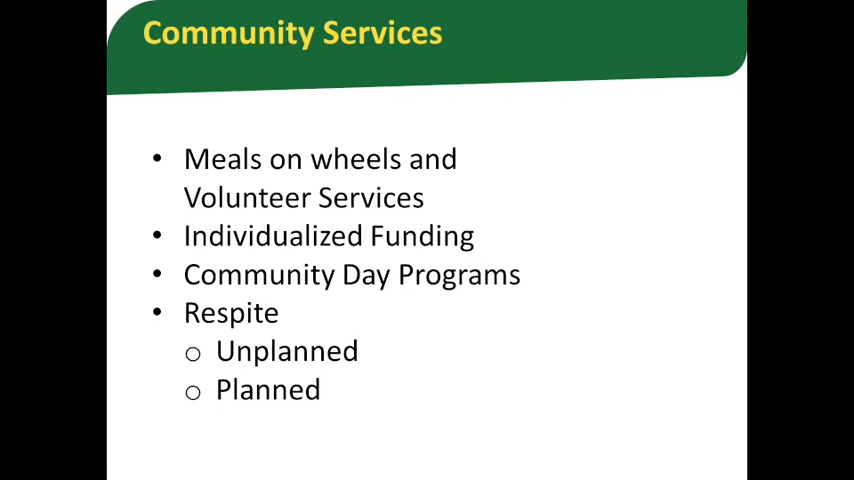 Community Services
• Meals on wheels and
Volunteer Services
• Individualized Funding
• Community Day Programs
• Respite
o Unplanned
o Planned